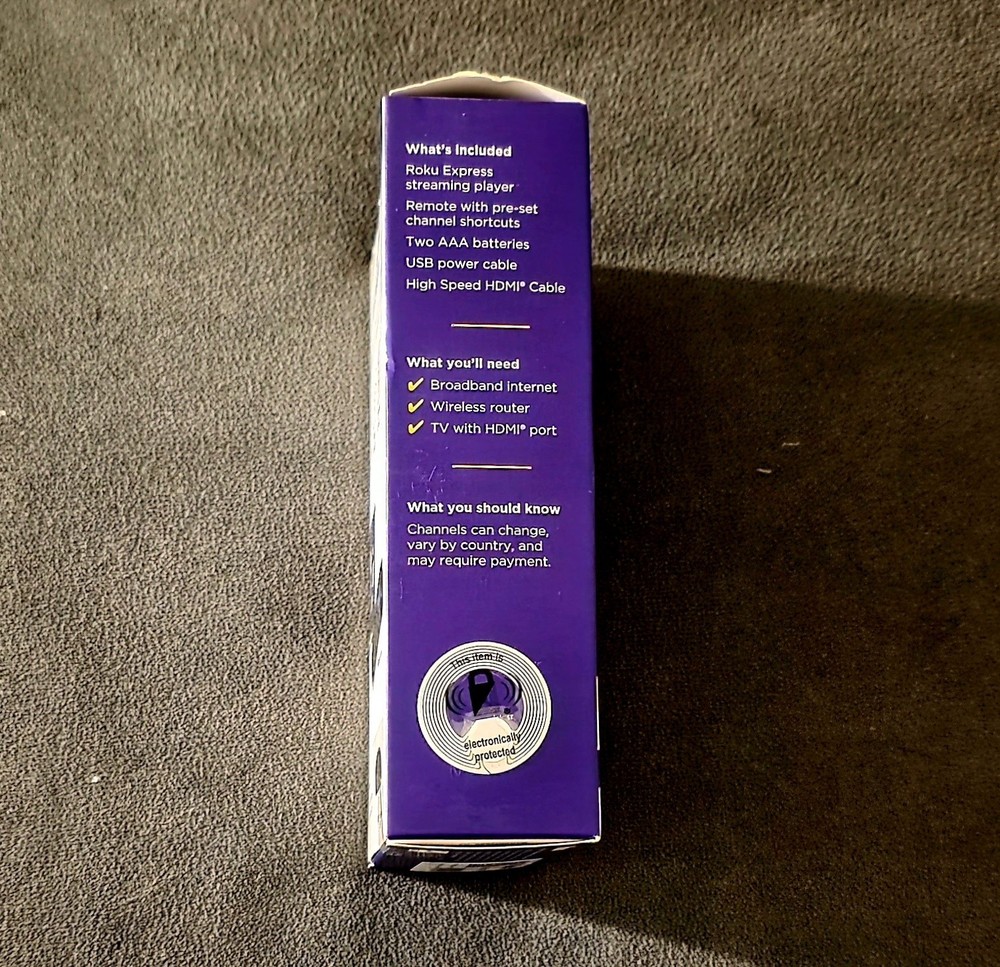 What's included
Roku Express
streaming player
Remote with pre-set
channel shortcuts
Two AAA batteries
USB power cable
High Speed HDMI® Cable
What you'll need
✔ Broadband internet
✔ Wireless router
✔ TV with HDMI® port
What you should know
Channels can change,
vary by country, and
may require payment.
This item is
electronically
protected